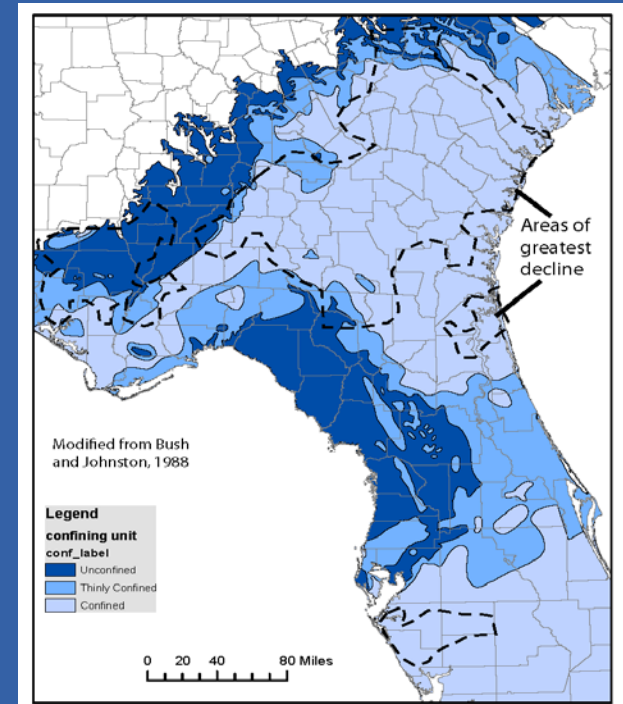 Areas of
greatest
decline
Modified from Bush
and Johnston, 1988
Legend
confining unit
conf_label
Unconfined
Thinly Confined
Confined
0 20 40 80 Miles